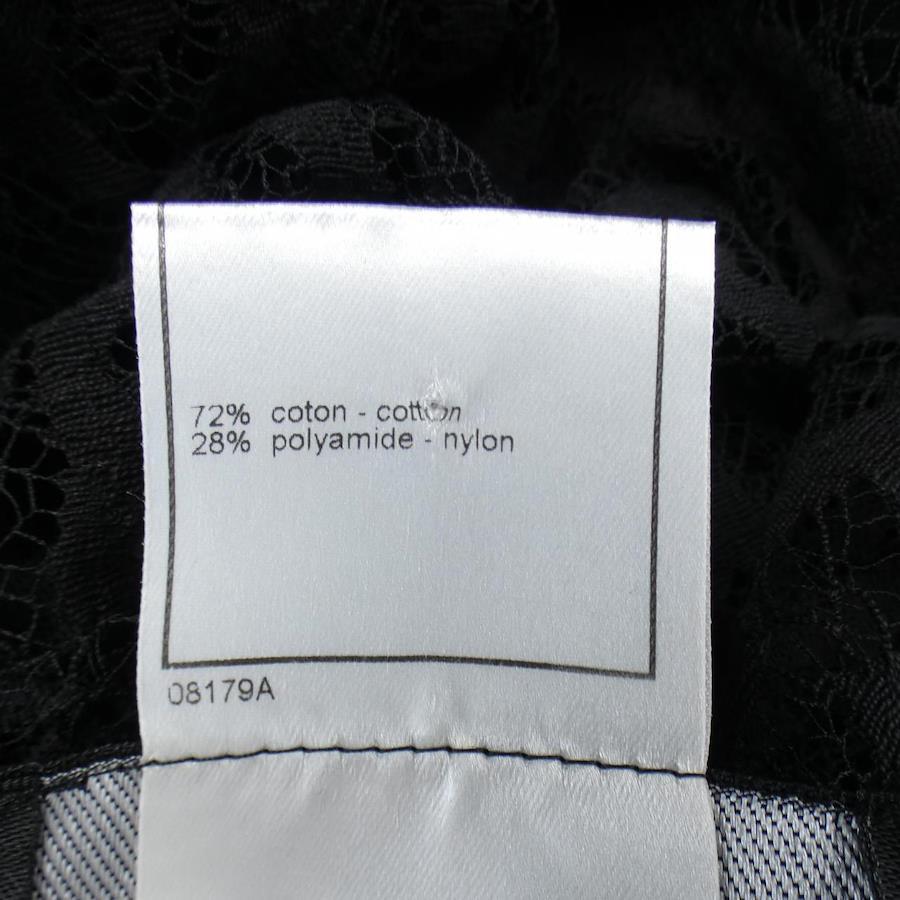 72% coton - cotton
28% polyamide - nylon
08179A